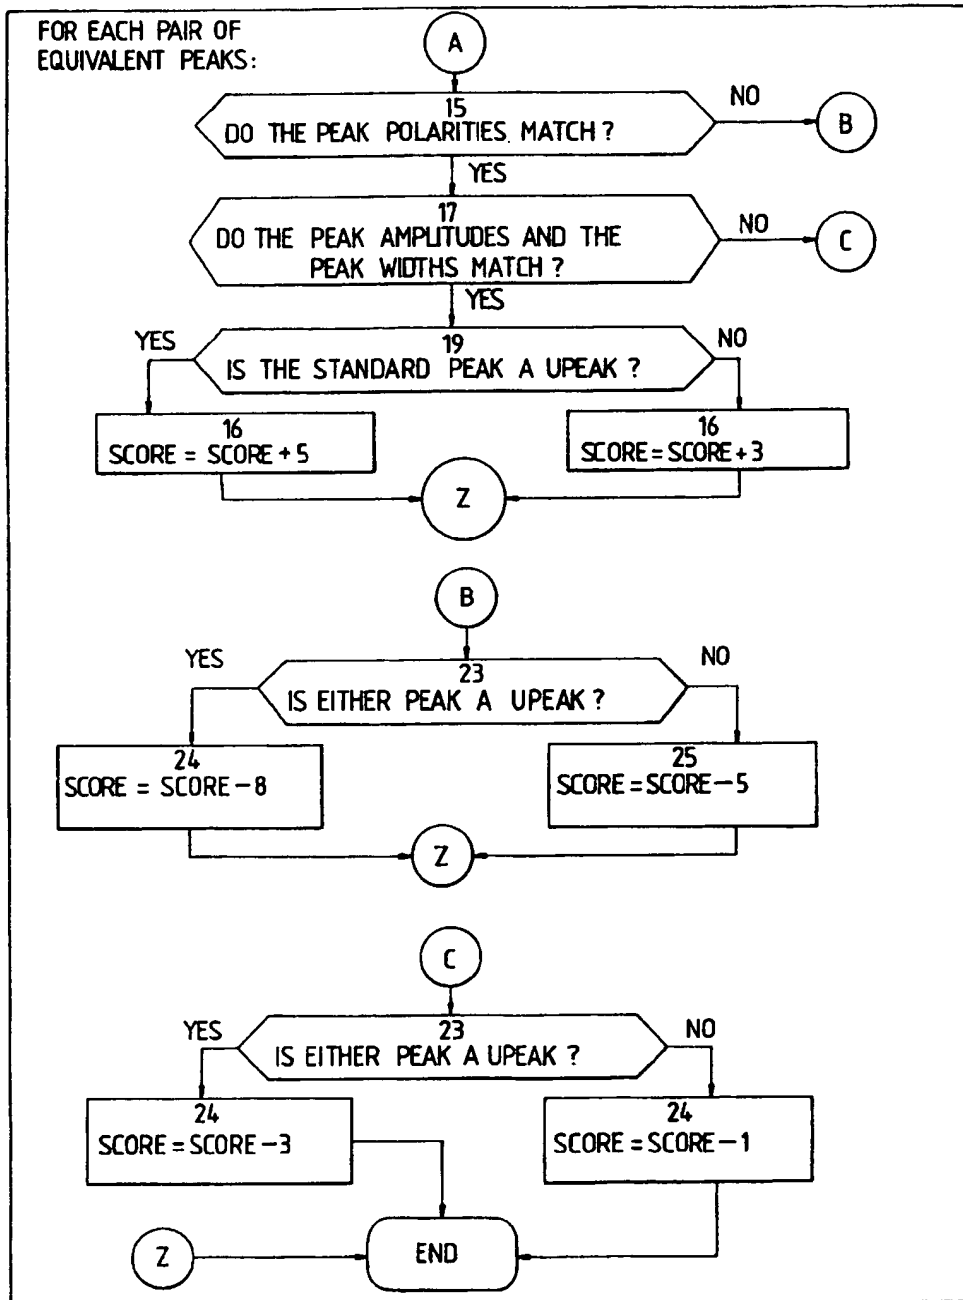 FOR EACH PAIR OF
EQUIVALENT PEAKS:
A
15
DO THE PEAK POLARITIES. MATCH ?
NO
B
YES
17
DO THE PEAK AMPLITUDES AND THE
PEAK WIDTHS MATCH ?
NO
C
YES
19
IS THE STANDARD PEAK A UPEAK ?
YES
NO
16
SCORE = SCORE + 5
16
SCORE = SCORE + 3
Z
B
YES
23
IS EITHER PEAK A UPEAK ?
NO
24
SCORE = SCORE – 8
25
SCORE = SCORE – 5
Z
C
YES
23
IS EITHER PEAK A UPEAK ?
NO
24
SCORE = SCORE – 3
24
SCORE = SCORE – 1
Z
END